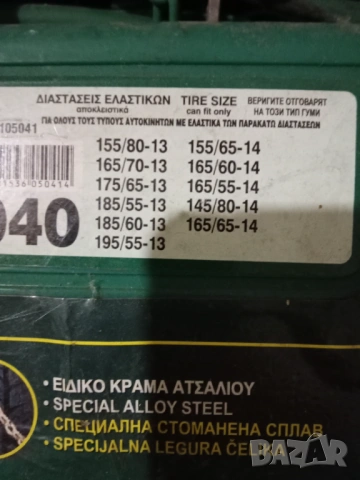 ΔΙΑΣΤΑΣΕΙΣ ΕΛΑΣΤΙΚΩΝ TIRE SIZE ВЕРИГИТЕ ОТГОВАРЯТ
αποκλειστικά can fit only НА ТОЗИ ТИП ГУМИ
105041 ΓΙΑ ΟΛΟΥΣ ΤΟΥΣ ΤΥΠΟΥΣ ΑΥΤΟΚΙΝΗΤΩΝ ΜΕ ΕΛΑΣΤΙΚΑ ΤΩΝ ΠΑΡΑΚΑΤΩ ΔΙΑΣΤΑΣΕΩΝ
155/80-13 155/65-14
165/70-13 165/60-14
175/65-13 165/55-14
185/55-13 145/80-14
185/60-13 165/65-14
195/55-13
050414
040
• ΕΙΔΙΚΟ ΚΡΑΜΑ ΑΤΣΑΛΙΟΥ
• SPECIAL ALLOY STEEL
• СПЕЦИАЛНА СТОМАНЕНА СПЛАВ
• SPECIJALNA LEGURA ČELIKA
BAZAR